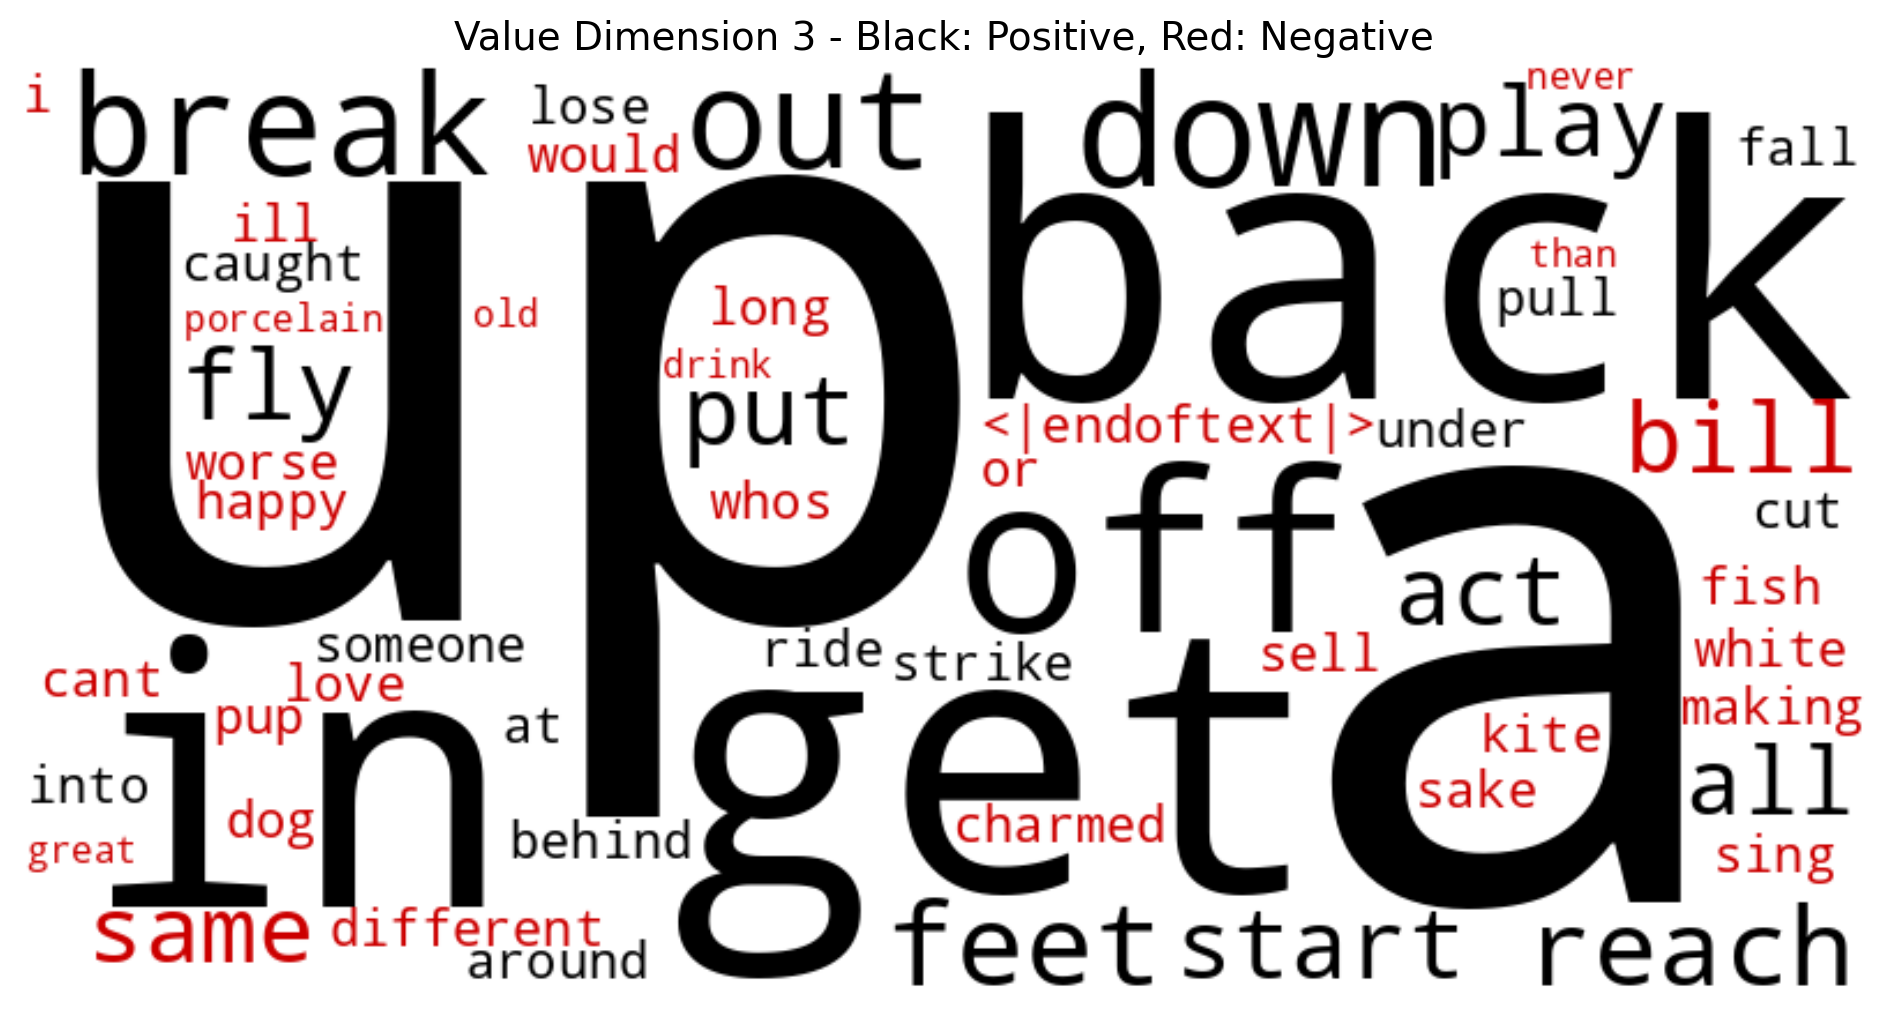 Value Dimension 3 - Black: Positive, Red: Negative
i
break
lose
would
out
down
play
never
fall
up
back
ill
caught
porcelain
old
fly
worse
happy
long
drink
put
whos
than
pull
<|endoftext|>
under
or
bill
off
a
cut
act
fish
white
making
kite
sake
all
sing
in
someone
cant
love
pup
at
into
dog
great
ride
strike
sell
get
charmed
behind
same
different
around
feet
start
reach